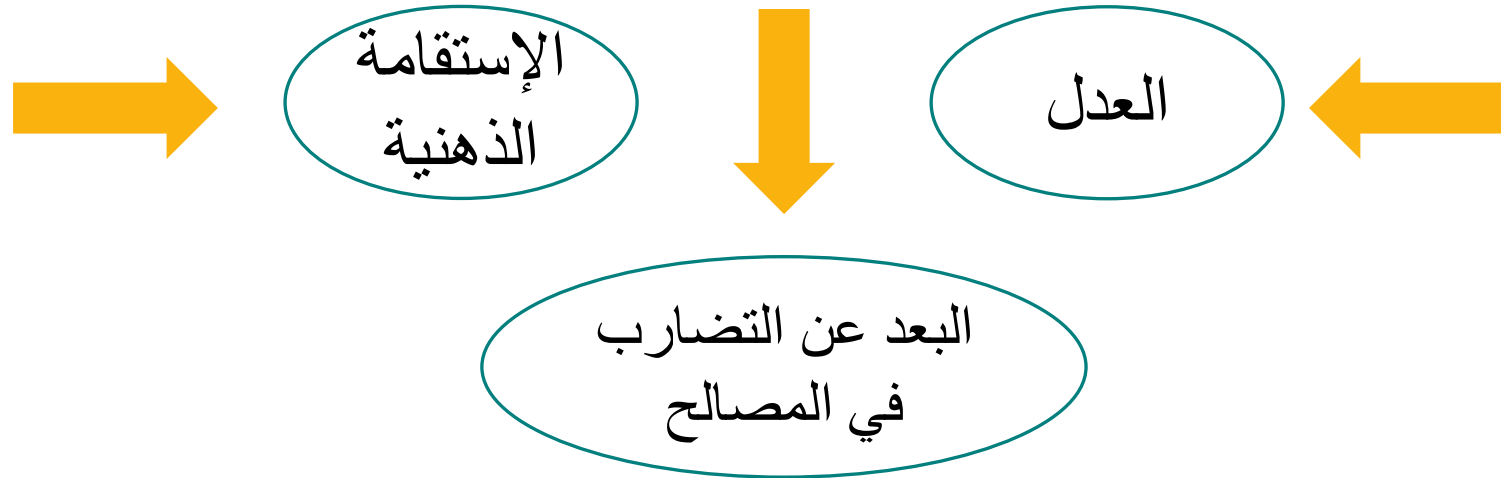 العدل
الإستقامة
الذهنية
البعد عن التضارب
في المصالح